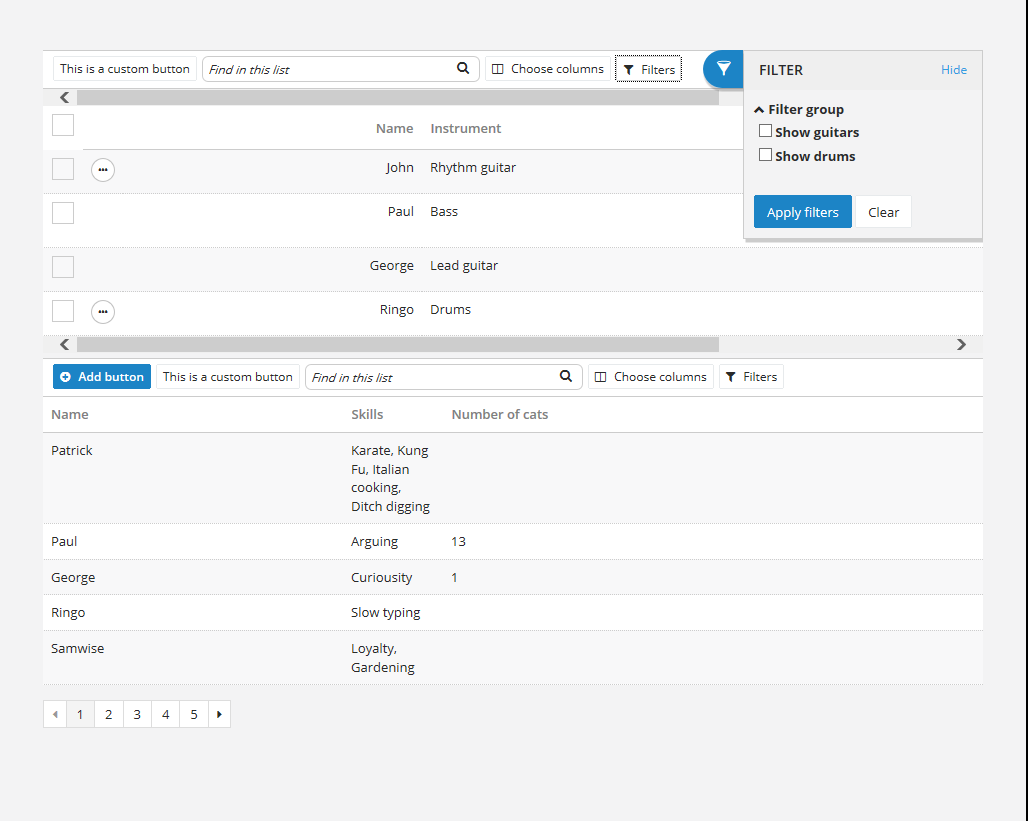 This is a custom button Find in this list Choose columns Filters FILTER Hide
Filter group
Show guitars
Show drums
Apply filters Clear
Name Instrument
John Rhythm guitar
Paul Bass
George Lead guitar
Ringo Drums
Add button This is a custom button Find in this list Choose columns Filters
Name Skills Number of cats
Patrick Karate, Kung
Fu, Italian
cooking,
Ditch digging
Paul Arguing 13
George Curiousity 1
Ringo Slow typing
Samwise Loyalty,
Gardening
1 2 3 4 5